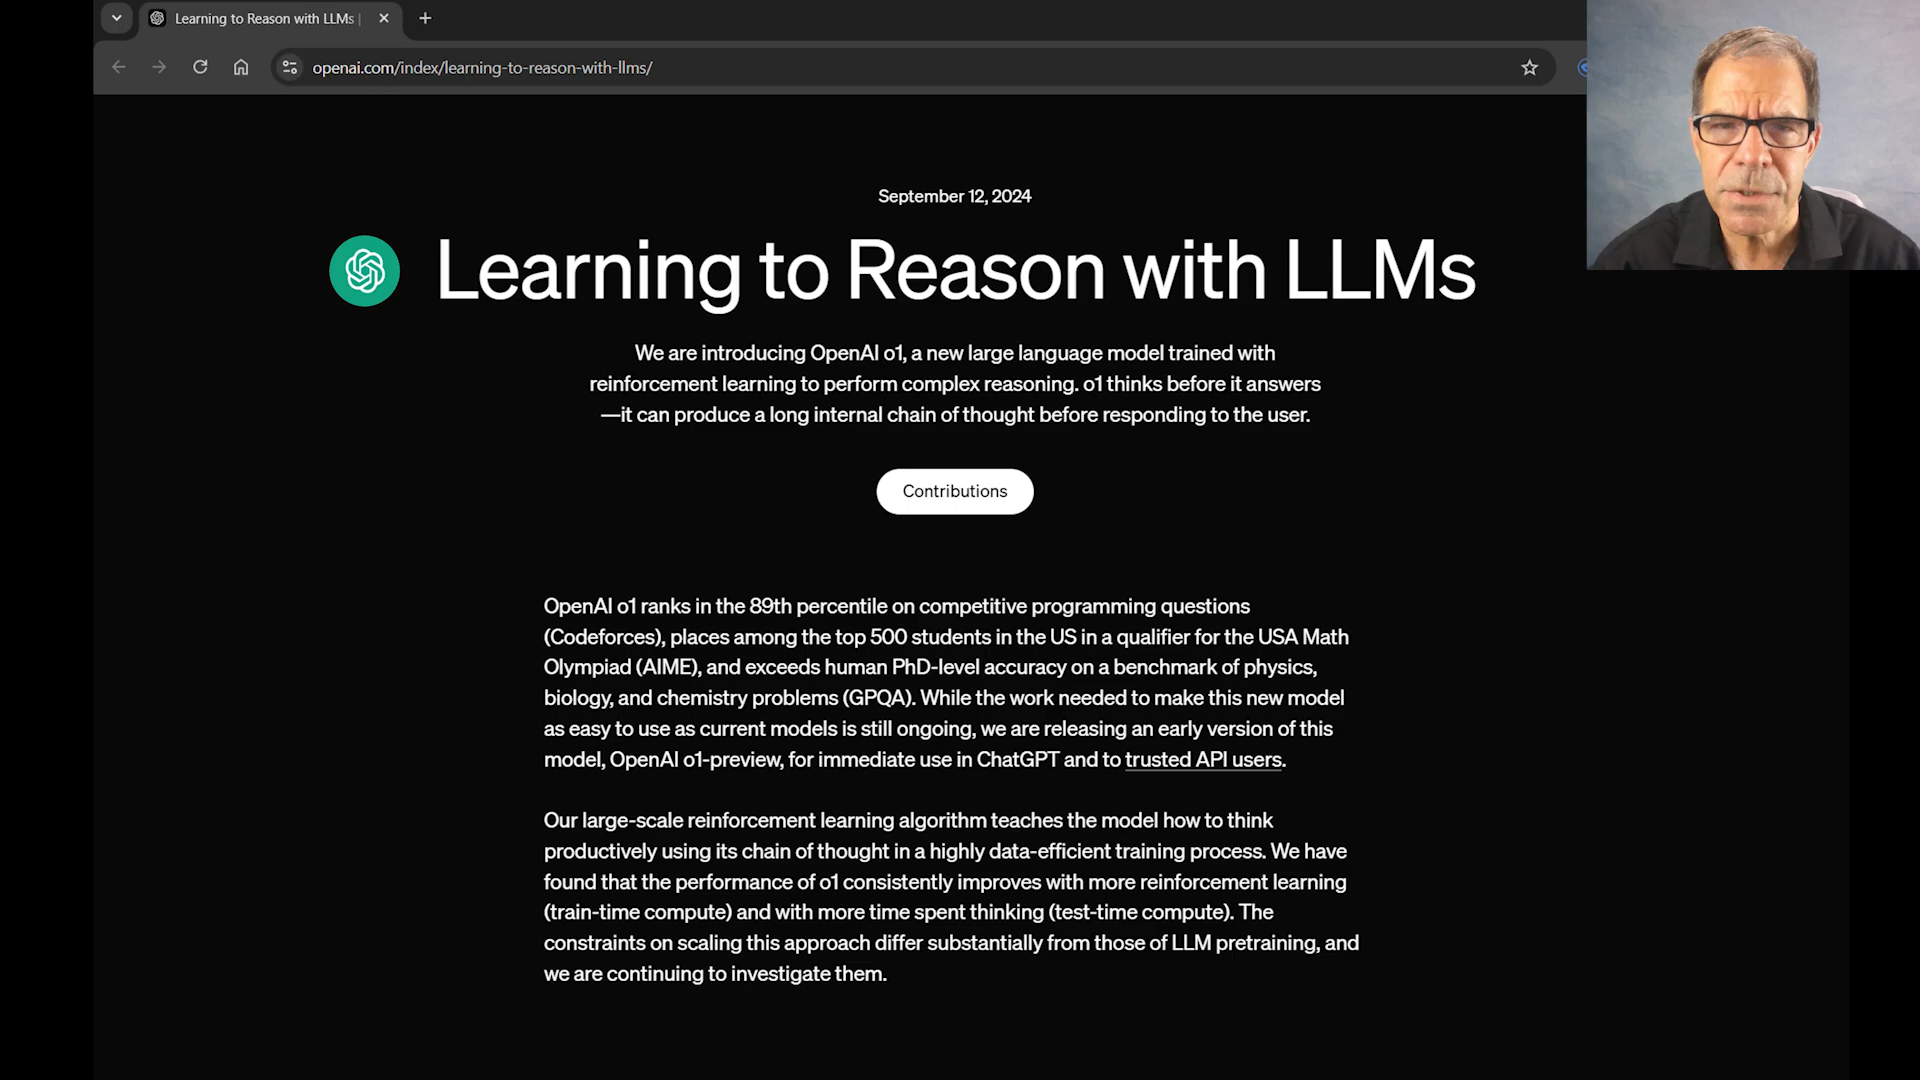 Learning to Reason with LLMs |
openai.com/index/learning-to-reason-with-llms/
September 12, 2024
Learning to Reason with LLMs
We are introducing OpenAI o1, a new large language model trained with
reinforcement learning to perform complex reasoning. o1 thinks before it answers
—it can produce a long internal chain of thought before responding to the user.
Contributions
OpenAI o1 ranks in the 89th percentile on competitive programming questions
(Codeforces), places among the top 500 students in the US in a qualifier for the USA Math
Olympiad (AIME), and exceeds human PhD-level accuracy on a benchmark of physics,
biology, and chemistry problems (GPQA). While the work needed to make this new model
as easy to use as current models is still ongoing, we are releasing an early version of this
model, OpenAI o1-preview, for immediate use in ChatGPT and to trusted API users.
Our large-scale reinforcement learning algorithm teaches the model how to think
productively using its chain of thought in a highly data-efficient training process. We have
found that the performance of o1 consistently improves with more reinforcement learning
(train-time compute) and with more time spent thinking (test-time compute). The
constraints on scaling this approach differ substantially from those of LLM pretraining, and
we are continuing to investigate them.